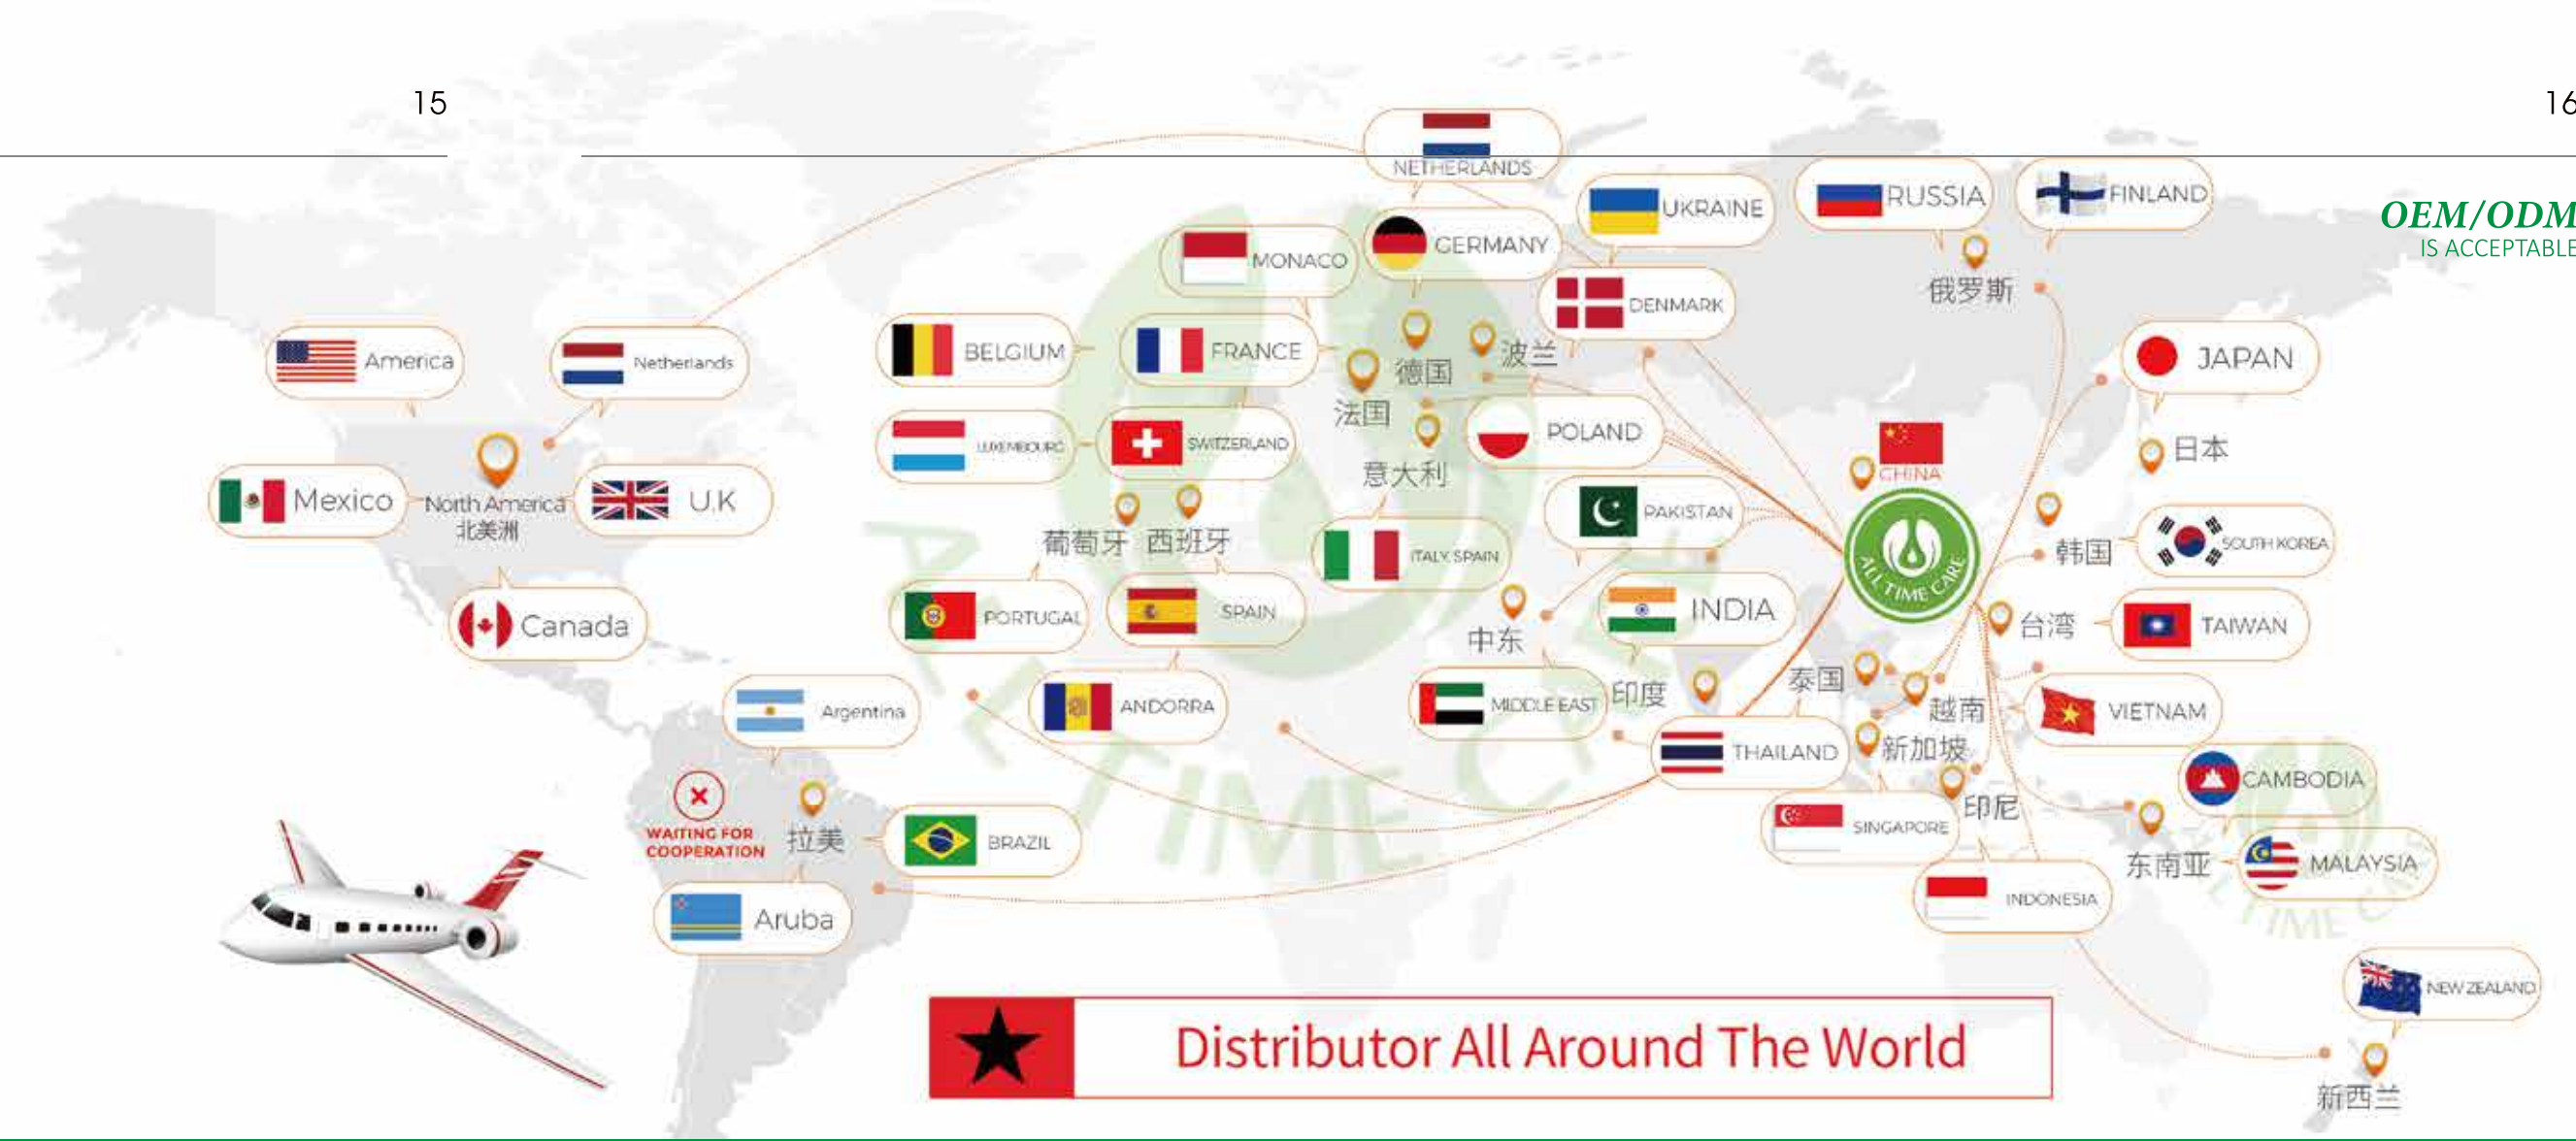 15
16
NETHERLANDS
UKRAINE
RUSSIA
FINLAND
OEM/ODM
IS ACCEPTABLE
MONACO
GERMANY
俄罗斯
DENMARK
America
Netherlands
BELGIUM
FRANCE
德国
波兰
JAPAN
法国
Mexico
North America
北美洲
U.K
LUXEMBOURG
SWITZERLAND
意大利
POLAND
CHINA
日本
葡萄牙
西班牙
ITALY, SPAIN
PAKISTAN
ALL TIME CARE
韩国
SOUTH KOREA
Canada
PORTUGAL
SPAIN
中东
INDIA
台湾
TAIWAN
Argentina
ANDORRA
MIDDLE EAST
印度
泰国
越南
VIETNAM
THAILAND
新加坡
CAMBODIA
WAITING FOR
COOPERATION
拉美
BRAZIL
SINGAPORE
印尼
东南亚
MALAYSIA
Aruba
INDONESIA
ALL TIME CARE
NEW ZEALAND
Distributor All Around The World
新西兰